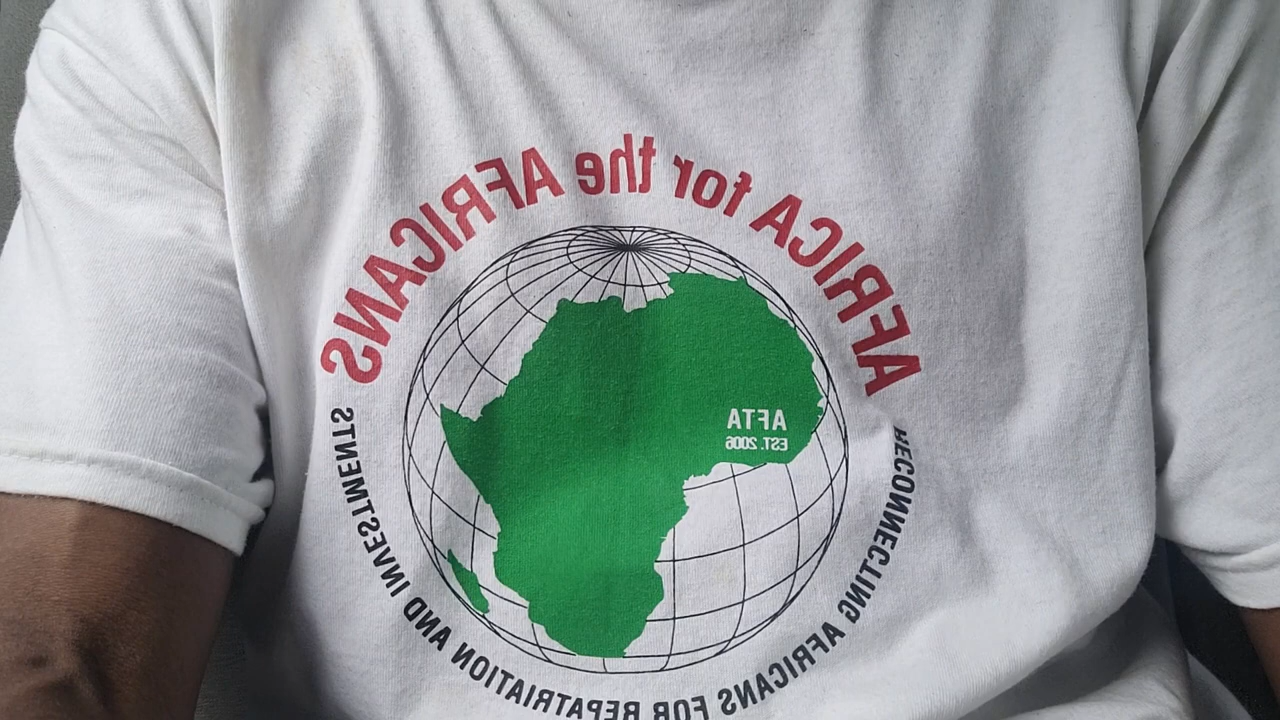 AFRICA for the AFRICANS
AFTA
EST. 2006
RECONNECTING AFRICANS FOR REPATRIATION AND INVESTMENTS